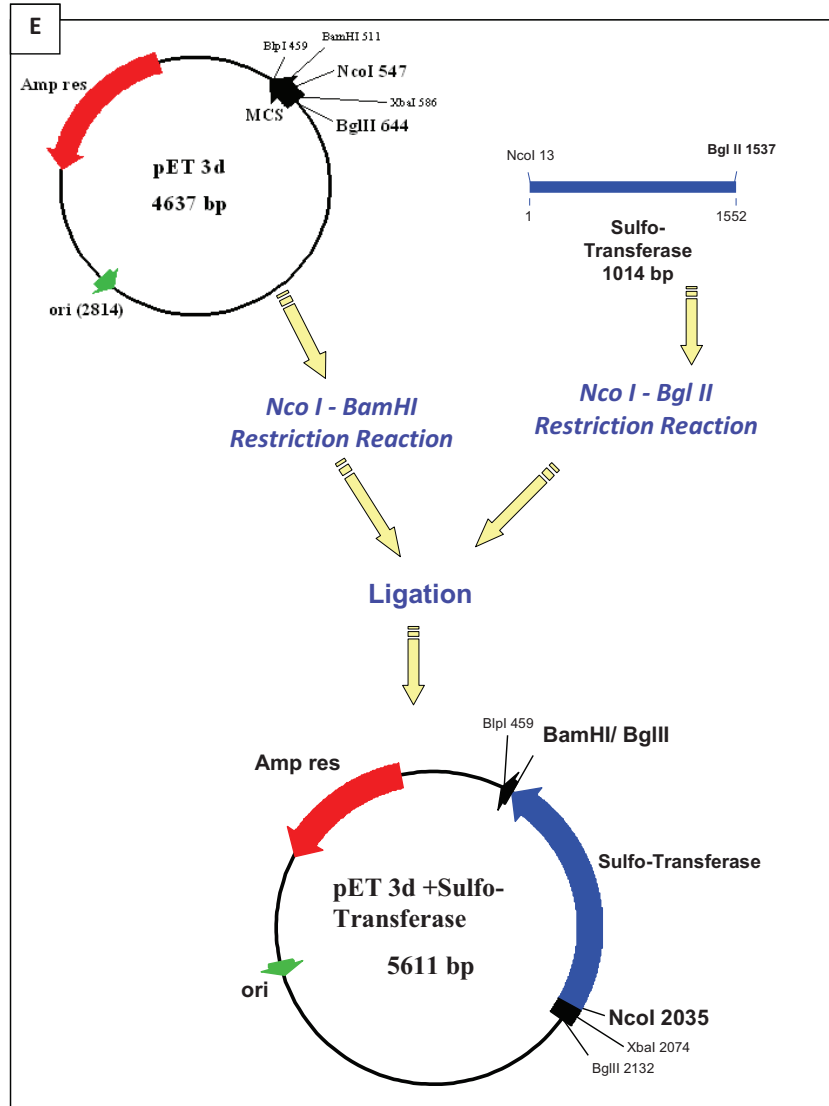 E
BlpI 459
BamHI 511
NcoI 547
XbaI 586
BglII 644
MCS
Amp res
pET 3d
4637 bp
ori (2814)
NcoI 13
Bgl II 1537
1
1552
Sulfo-
Transferase
1014 bp
Nco I - BamHI
Restriction Reaction
Nco I - Bgl II
Restriction Reaction
Ligation
BlpI 459
BamHI/ BglII
Amp res
Sulfo-Transferase
pET 3d +Sulfo-
Transferase
5611 bp
ori
NcoI 2035
XbaI 2074
BglII 2132